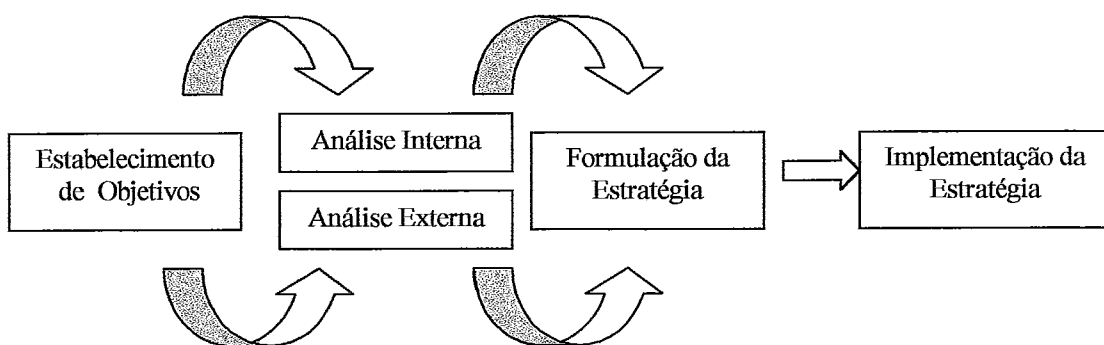 Estabelecimento
de Objetivos
Análise Interna
Análise Externa
Formulação da
Estratégia
Implementação da
Estratégia